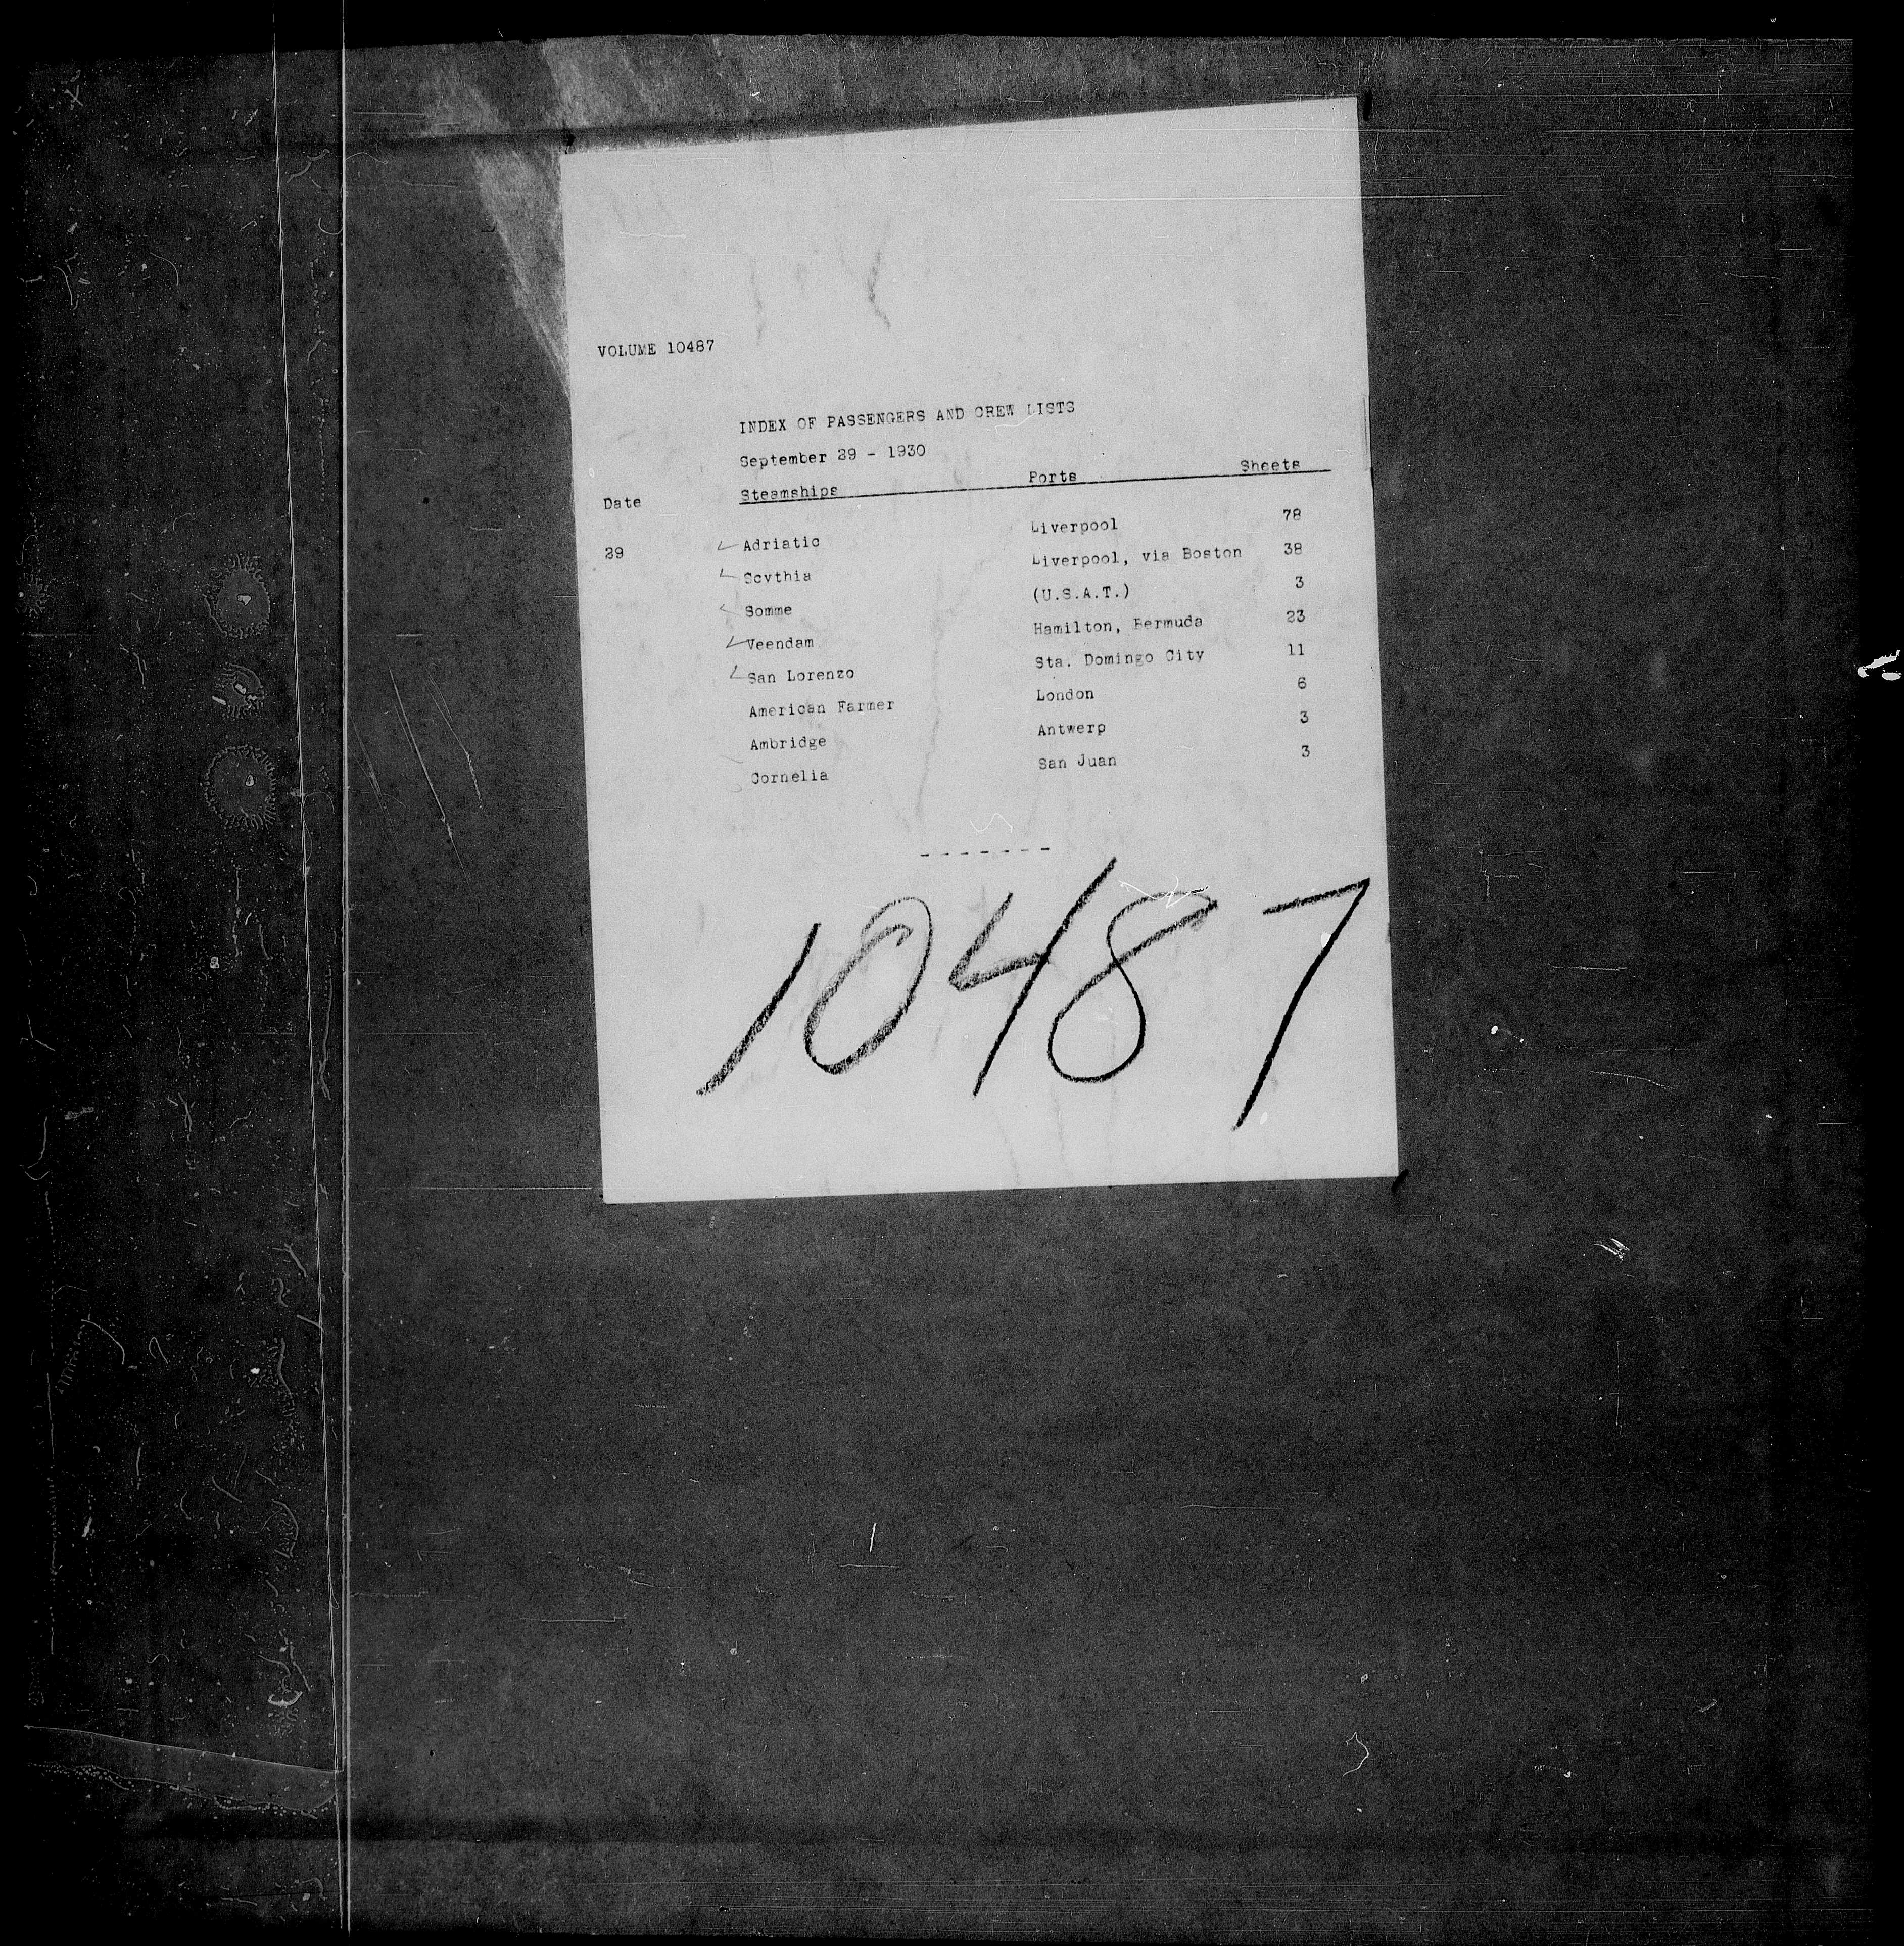 VOLUME 10487
INDEX OF PASSENGERS AND CREW LISTS
September 29 - 1930
Date Steamships Ports Sheets
29 Adriatic Liverpool 78
Scythia Liverpool, via Boston 38
Somme (U.S.A.T.) 3
Veendam Hamilton, Bermuda 23
San Lorenzo Sta. Domingo City 11
American Farmer London 6
Ambridge Antwerp 3
Cornelia San Juan 3
- - - - - - -
10487